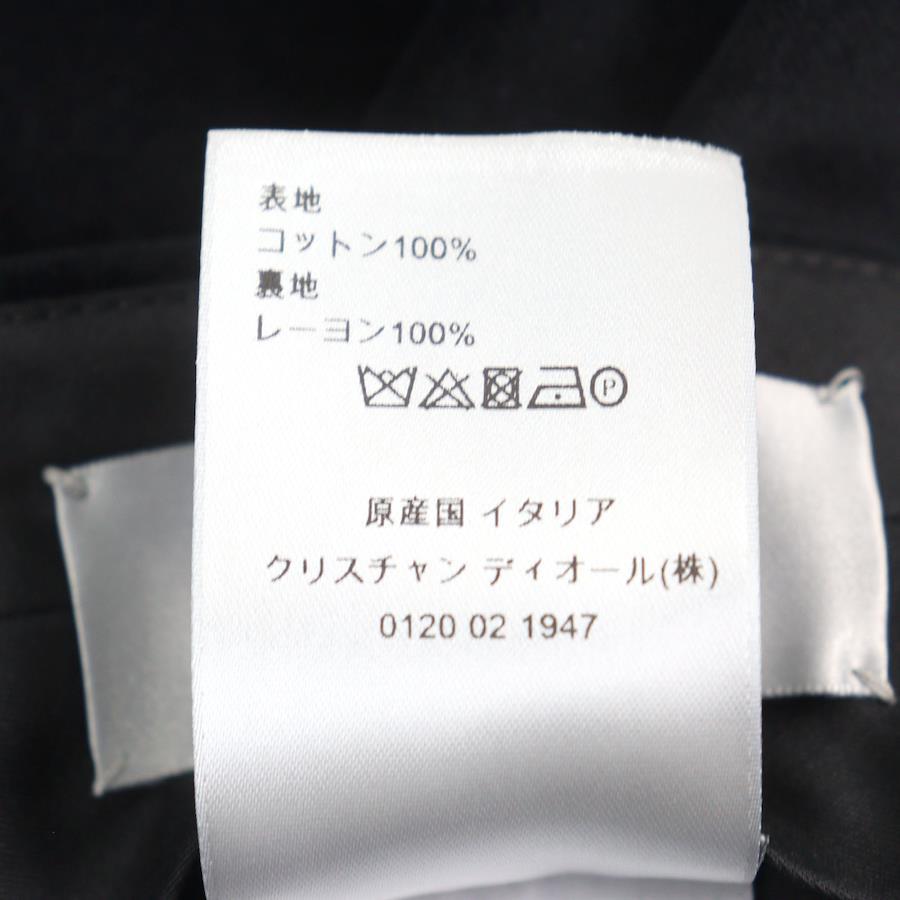 表地
コットン100%
裏地
レーヨン100%
P
原産国 イタリア
クリスチャン ディオール(株)
0120 02 1947